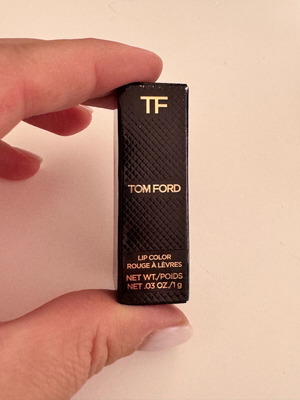 TF
TOM FORD
LIP COLOR
ROUGE À LÈVRES
NET WT./POIDS
NET .03 OZ./1 g